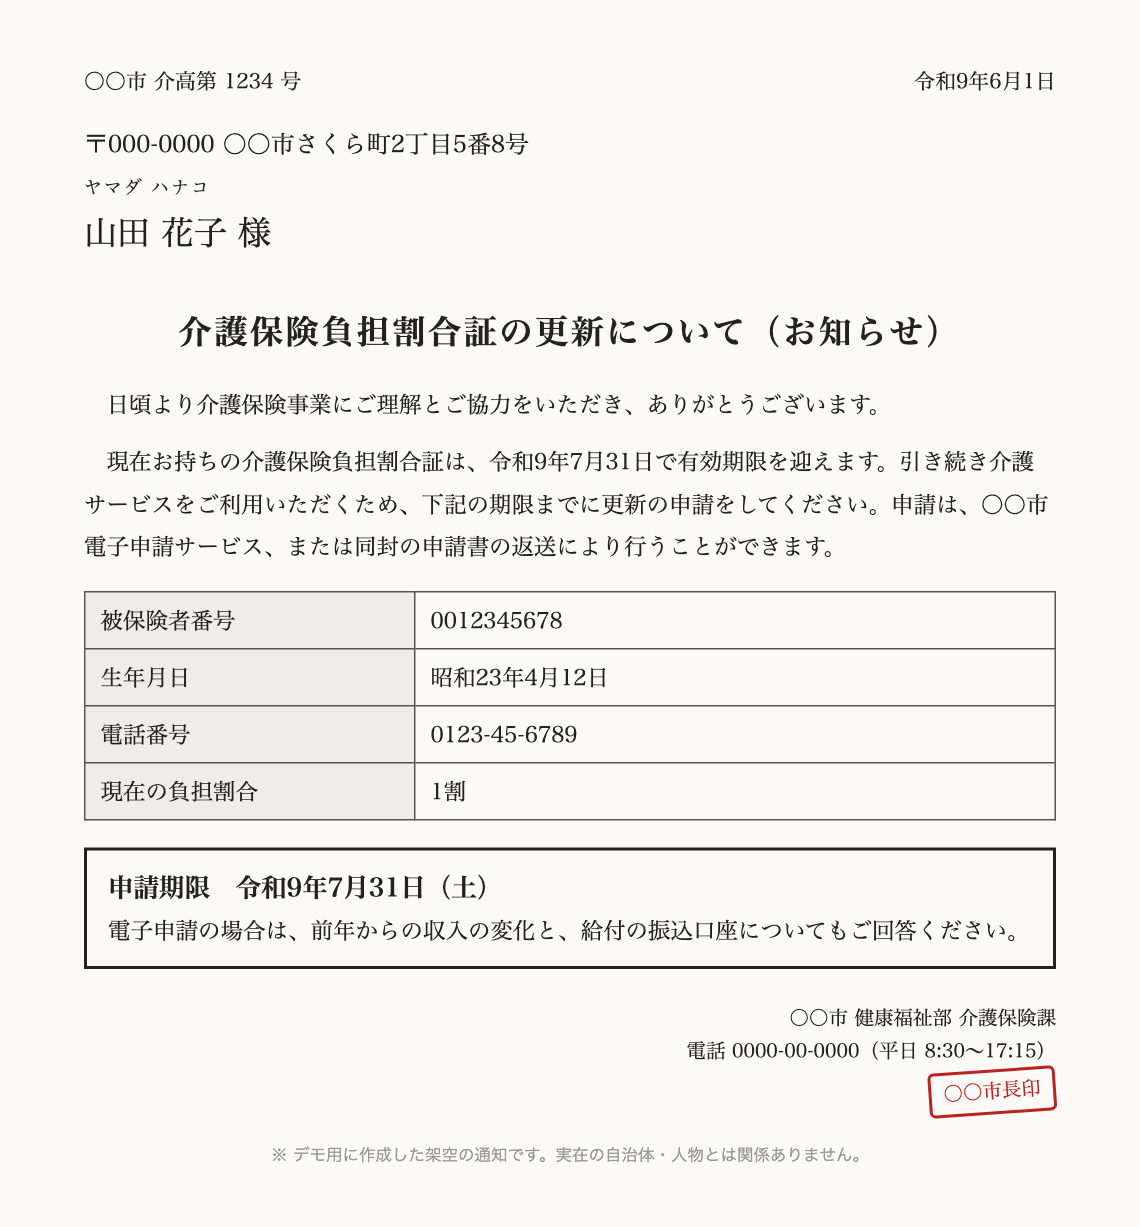 〇〇市 介高第 1234 号
令和9年6月1日
〒000-0000 〇〇市さくら町2丁目5番8号
ヤマダ ハナコ
山田 花子 様
介護保険負担割合証の更新について（お知らせ）
日頃より介護保険事業にご理解とご協力をいただき、ありがとうございます。
現在お持ちの介護保険負担割合証は、令和9年7月31日で有効期限を迎えます。引き続き介護
サービスをご利用いただくため、下記の期限までに更新の申請をしてください。申請は、〇〇市
電子申請サービス、または同封の申請書の返送により行うことができます。
被保険者番号 0012345678
生年月日 昭和23年4月12日
電話番号 0123-45-6789
現在の負担割合 1割
申請期限　令和9年7月31日（土）
電子申請の場合は、前年からの収入の変化と、給付の振込口座についてもご回答ください。
〇〇市 健康福祉部 介護保険課
電話 0000-00-0000（平日 8:30〜17:15）
〇〇市長印
※ デモ用に作成した架空の通知です。実在の自治体・人物とは関係ありません。